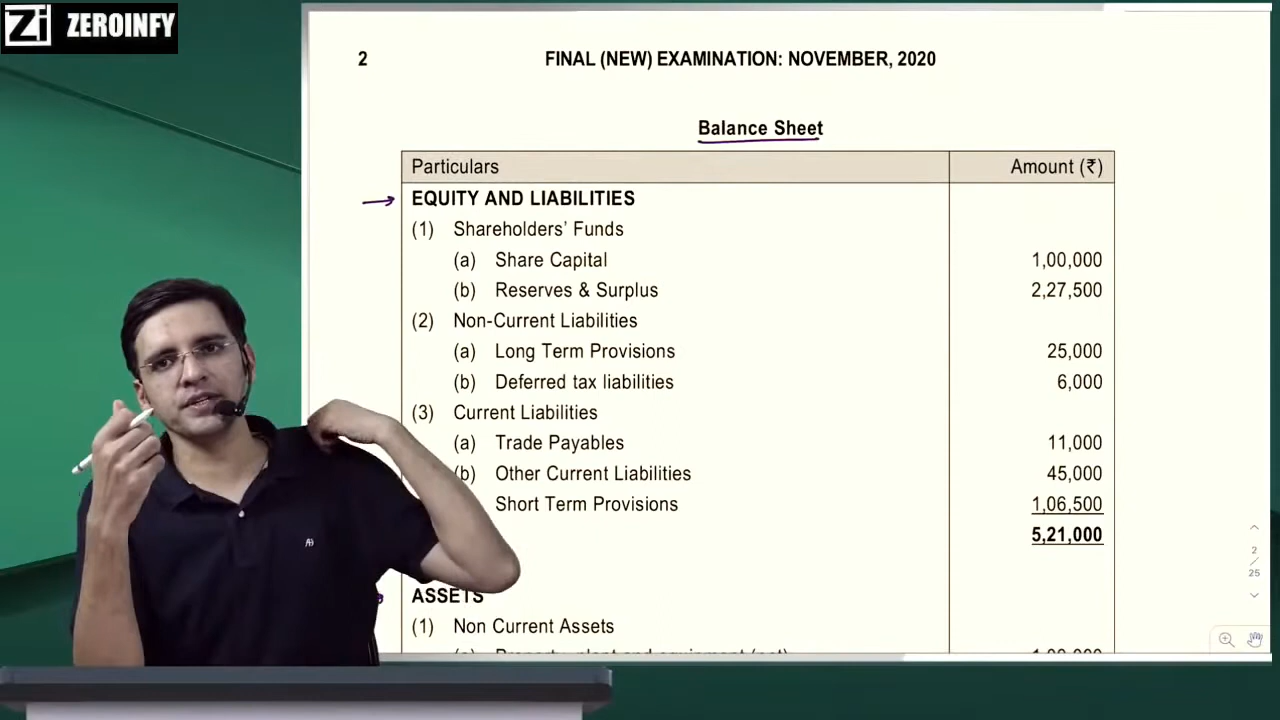 Zi ZEROINFY
2 FINAL (NEW) EXAMINATION: NOVEMBER, 2020
Balance Sheet
Particulars Amount (₹)
EQUITY AND LIABILITIES
(1) Shareholders' Funds
(a) Share Capital 1,00,000
(b) Reserves & Surplus 2,27,500
(2) Non-Current Liabilities
(a) Long Term Provisions 25,000
(b) Deferred tax liabilities 6,000
(3) Current Liabilities
(a) Trade Payables 11,000
(b) Other Current Liabilities 45,000
Short Term Provisions 1,06,500
5,21,000
2
/
25
ASSETS
(1) Non Current Assets